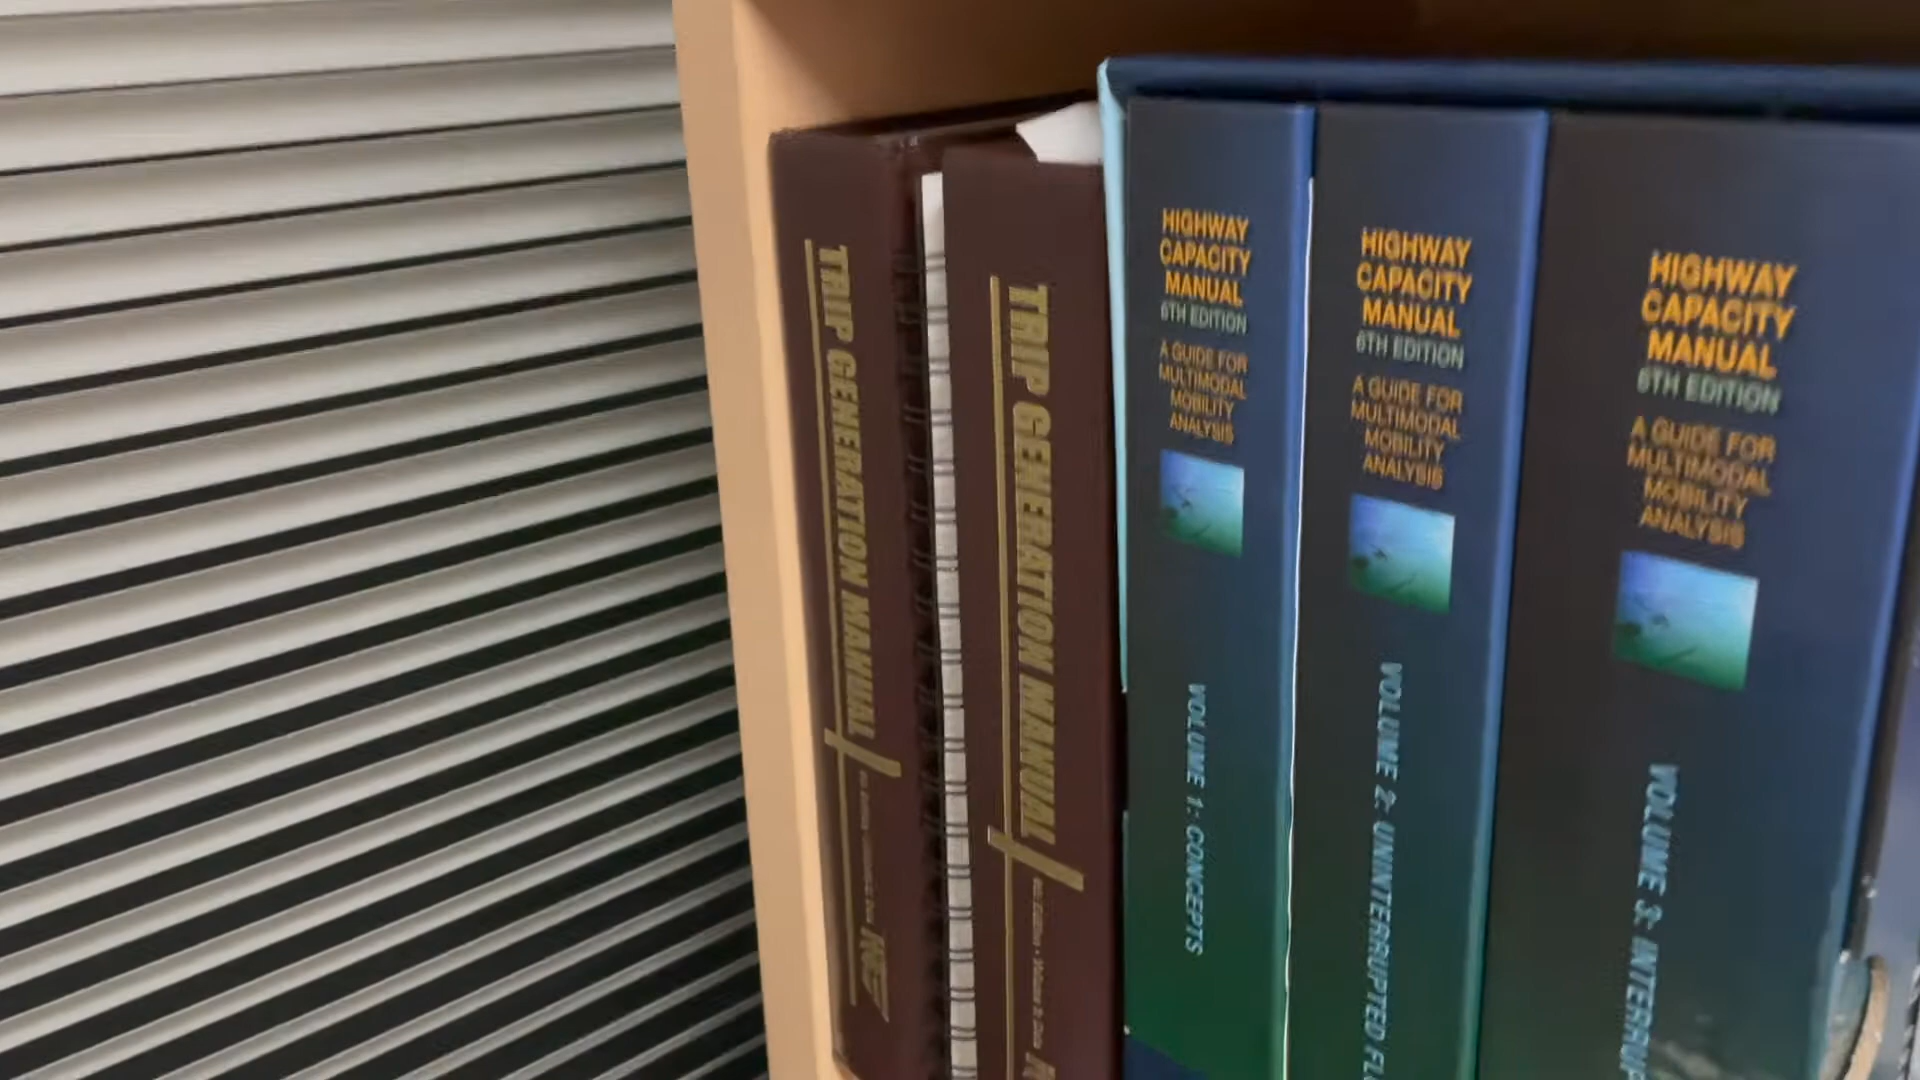 TRIP GENERATION MANUAL
TRIP GENERATION MANUAL
HIGHWAY
CAPACITY
MANUAL
6TH EDITION
A GUIDE FOR
MULTIMODAL
MOBILITY
ANALYSIS
VOLUME 1: CONCEPTS
HIGHWAY
CAPACITY
MANUAL
6TH EDITION
A GUIDE FOR
MULTIMODAL
MOBILITY
ANALYSIS
VOLUME 2: UNINTERRUPTED FL
HIGHWAY
CAPACITY
MANUAL
6TH EDITION
A GUIDE FOR
MULTIMODAL
MOBILITY
ANALYSIS
VOLUME 3: INTERRUP